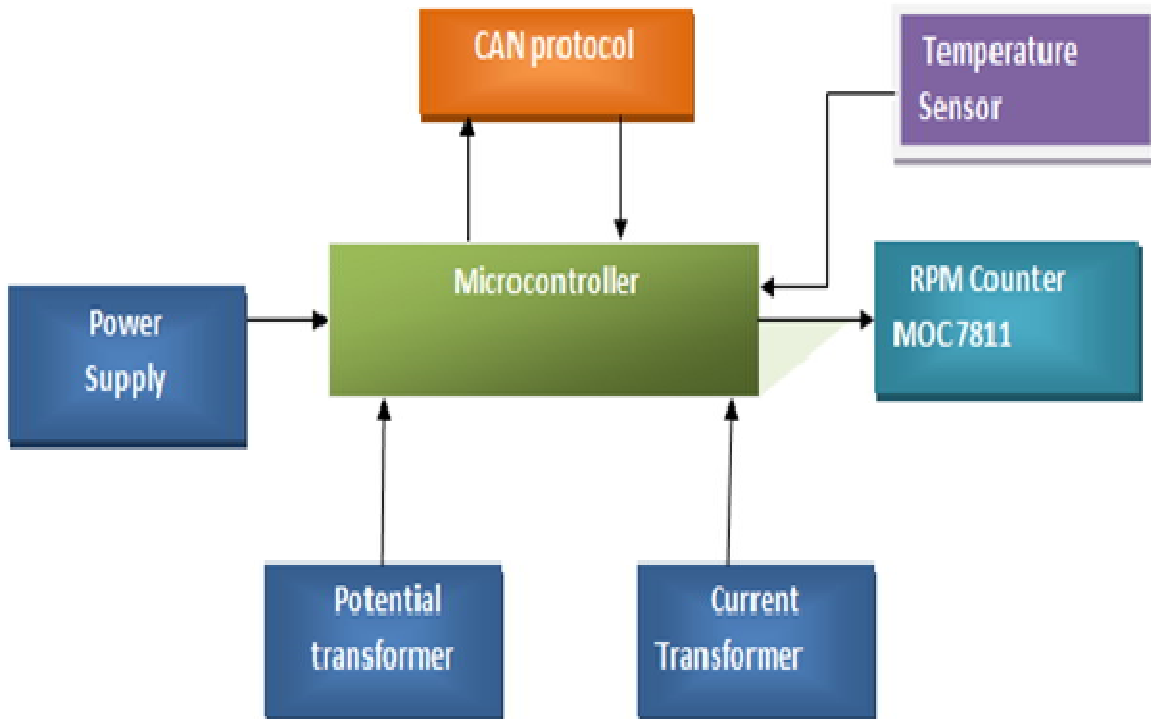 CAN protocol
Temperature
Sensor
Microcontroller
RPM Counter
MOC7811
Power
Supply
Potential
transformer
Current
Transformer